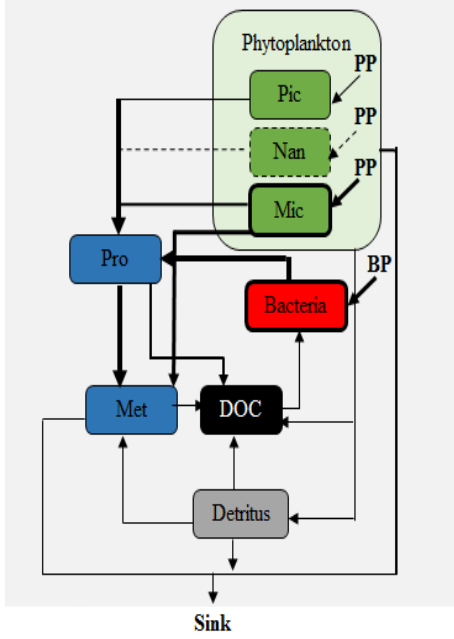 Phytoplankton
PP
Pic
PP
Nan
PP
Mic
Pro
BP
Bacteria
Met
DOC
Detritus
Sink